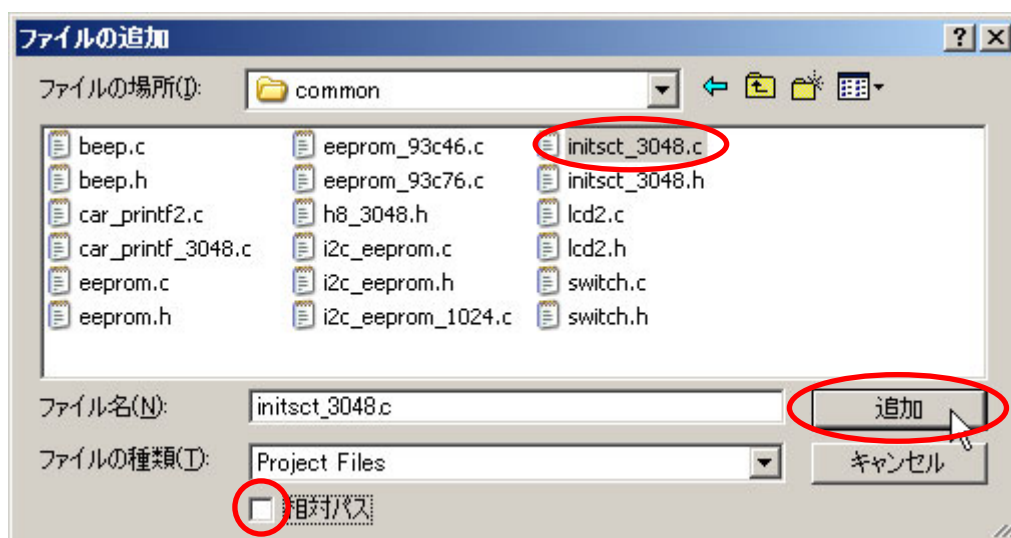 ファイルの追加
ファイルの場所(I): common
beep.c eeprom_93c46.c initsct_3048.c
beep.h eeprom_93c76.c initsct_3048.h
car_printf2.c h8_3048.h lcd2.c
car_printf_3048.c i2c_eeprom.c lcd2.h
eeprom.c i2c_eeprom.h switch.c
eeprom.h i2c_eeprom_1024.c switch.h
ファイル名(N): initsct_3048.c 追加
ファイルの種類(T): Project Files キャンセル
相対パス